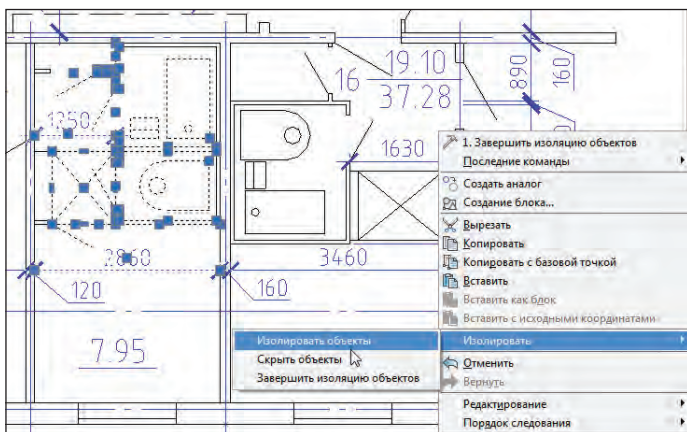 19.10
16
37.28
890
160
1350
1630
2860
3460
120
160
7.95
1. Завершить изоляцию объектов
Последние команды
Создать аналог
Создание блока...
Вырезать
Копировать
Копировать с базовой точкой
Вставить
Вставить как блок
Вставить с исходными координатами
Изолировать
Изолировать объекты
Скрыть объекты
Завершить изоляцию объектов
Отменить
Вернуть
Редактирование
Порядок следования